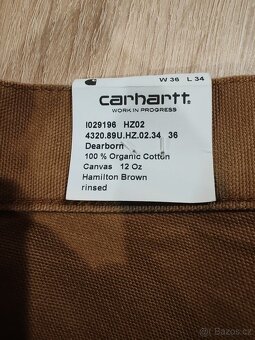 W 36 L 34
carhartt
WORK IN PROGRESS
I029196 HZ02
4320.89U.HZ.02.34 36
Dearborn
100 % Organic Cotton
Canvas 12 Oz
Hamilton Brown
rinsed
© Bazos.cz